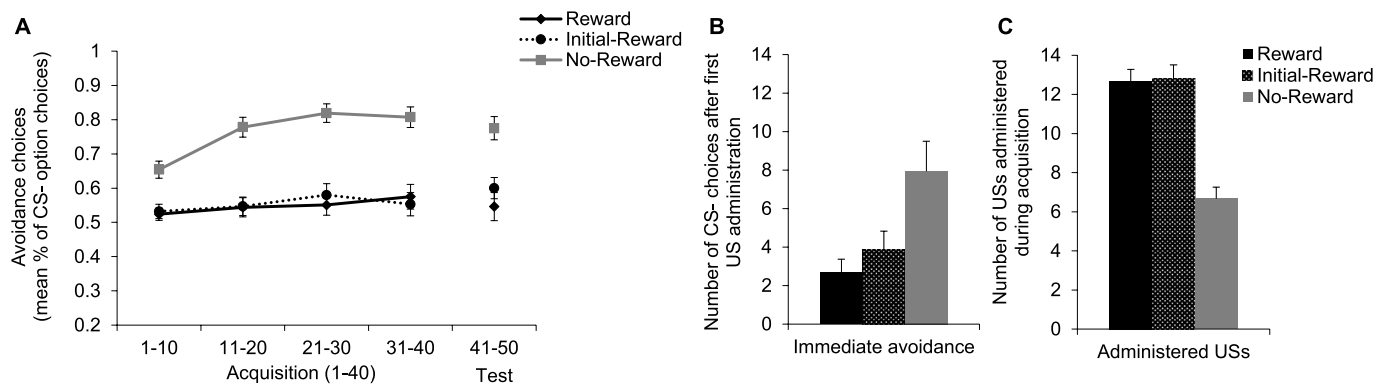 A
Avoidance choices
(mean % of CS- option choices)
1
0.9
0.8
0.7
0.6
0.5
0.4
0.3
0.2
1-10
11-20
21-30
31-40
41-50
Acquisition (1-40)
Test
Reward
Initial-Reward
No-Reward
B
Number of CS- choices after first
US administration
14
12
10
8
6
4
2
0
Immediate avoidance
C
Number of USs administered
during acquisition
14
12
10
8
6
4
2
0
Administered USs
Reward
Initial-Reward
No-Reward